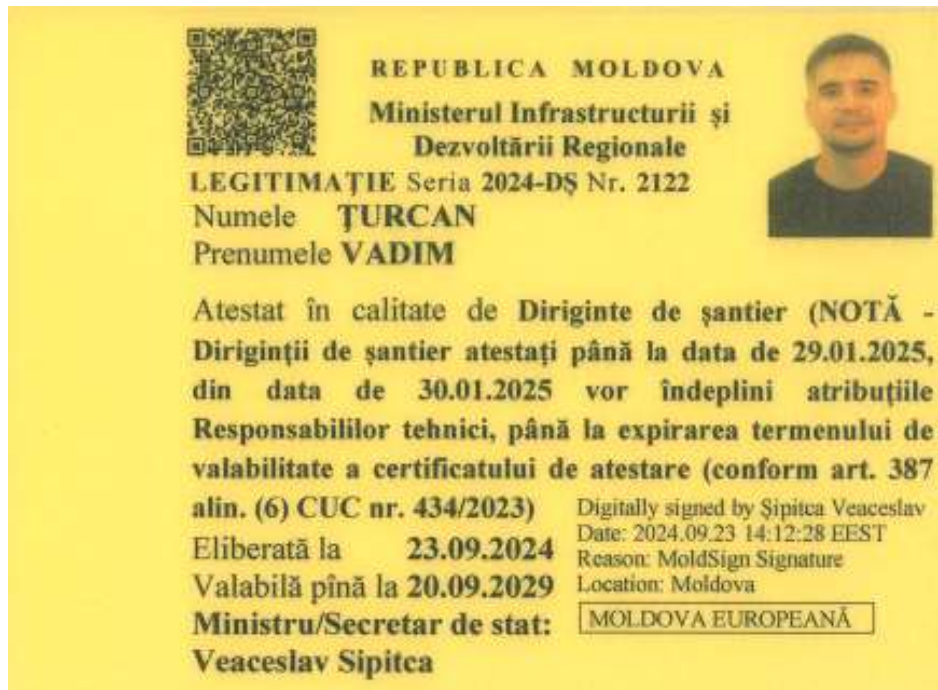 REPUBLICA MOLDOVA
Ministerul Infrastructurii și
Dezvoltării Regionale
LEGITIMAȚIE Seria 2024-DȘ Nr. 2122
Numele ȚURCAN
Prenumele VADIM
Atestat în calitate de Diriginte de șantier (NOTĂ -
Diriginții de șantier atestați până la data de 29.01.2025,
din data de 30.01.2025 vor îndeplini atribuțiile
Responsabililor tehnici, până la expirarea termenului de
valabilitate a certificatului de atestare (conform art. 387
alin. (6) CUC nr. 434/2023)
Digitally signed by Șipitca Veaceslav
Date: 2024.09.23 14:12:28 EEST
Reason: MoldSign Signature
Location: Moldova
MOLDOVA EUROPEANĂ
Eliberată la 23.09.2024
Valabilă pînă la 20.09.2029
Ministru/Secretar de stat:
Veaceslav Sipitca